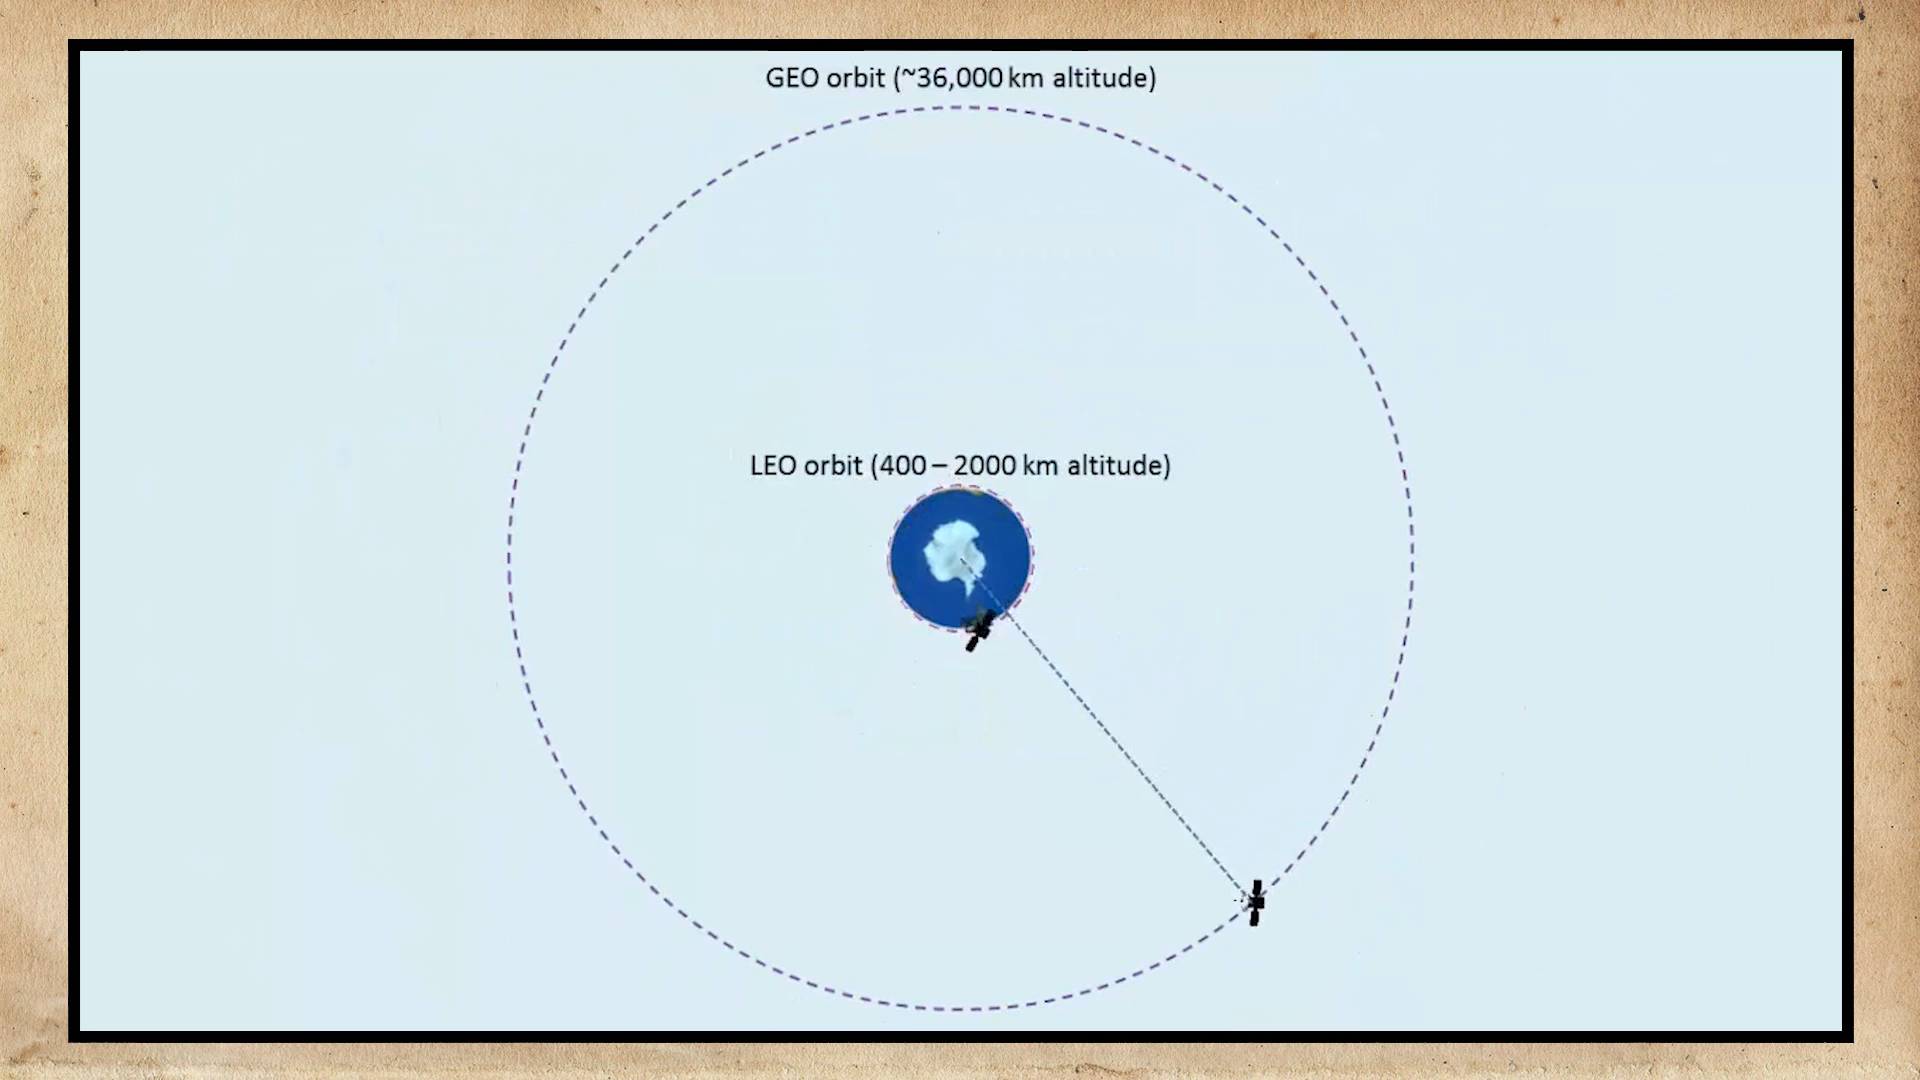 GEO orbit (~36,000 km altitude)
LEO orbit (400 – 2000 km altitude)